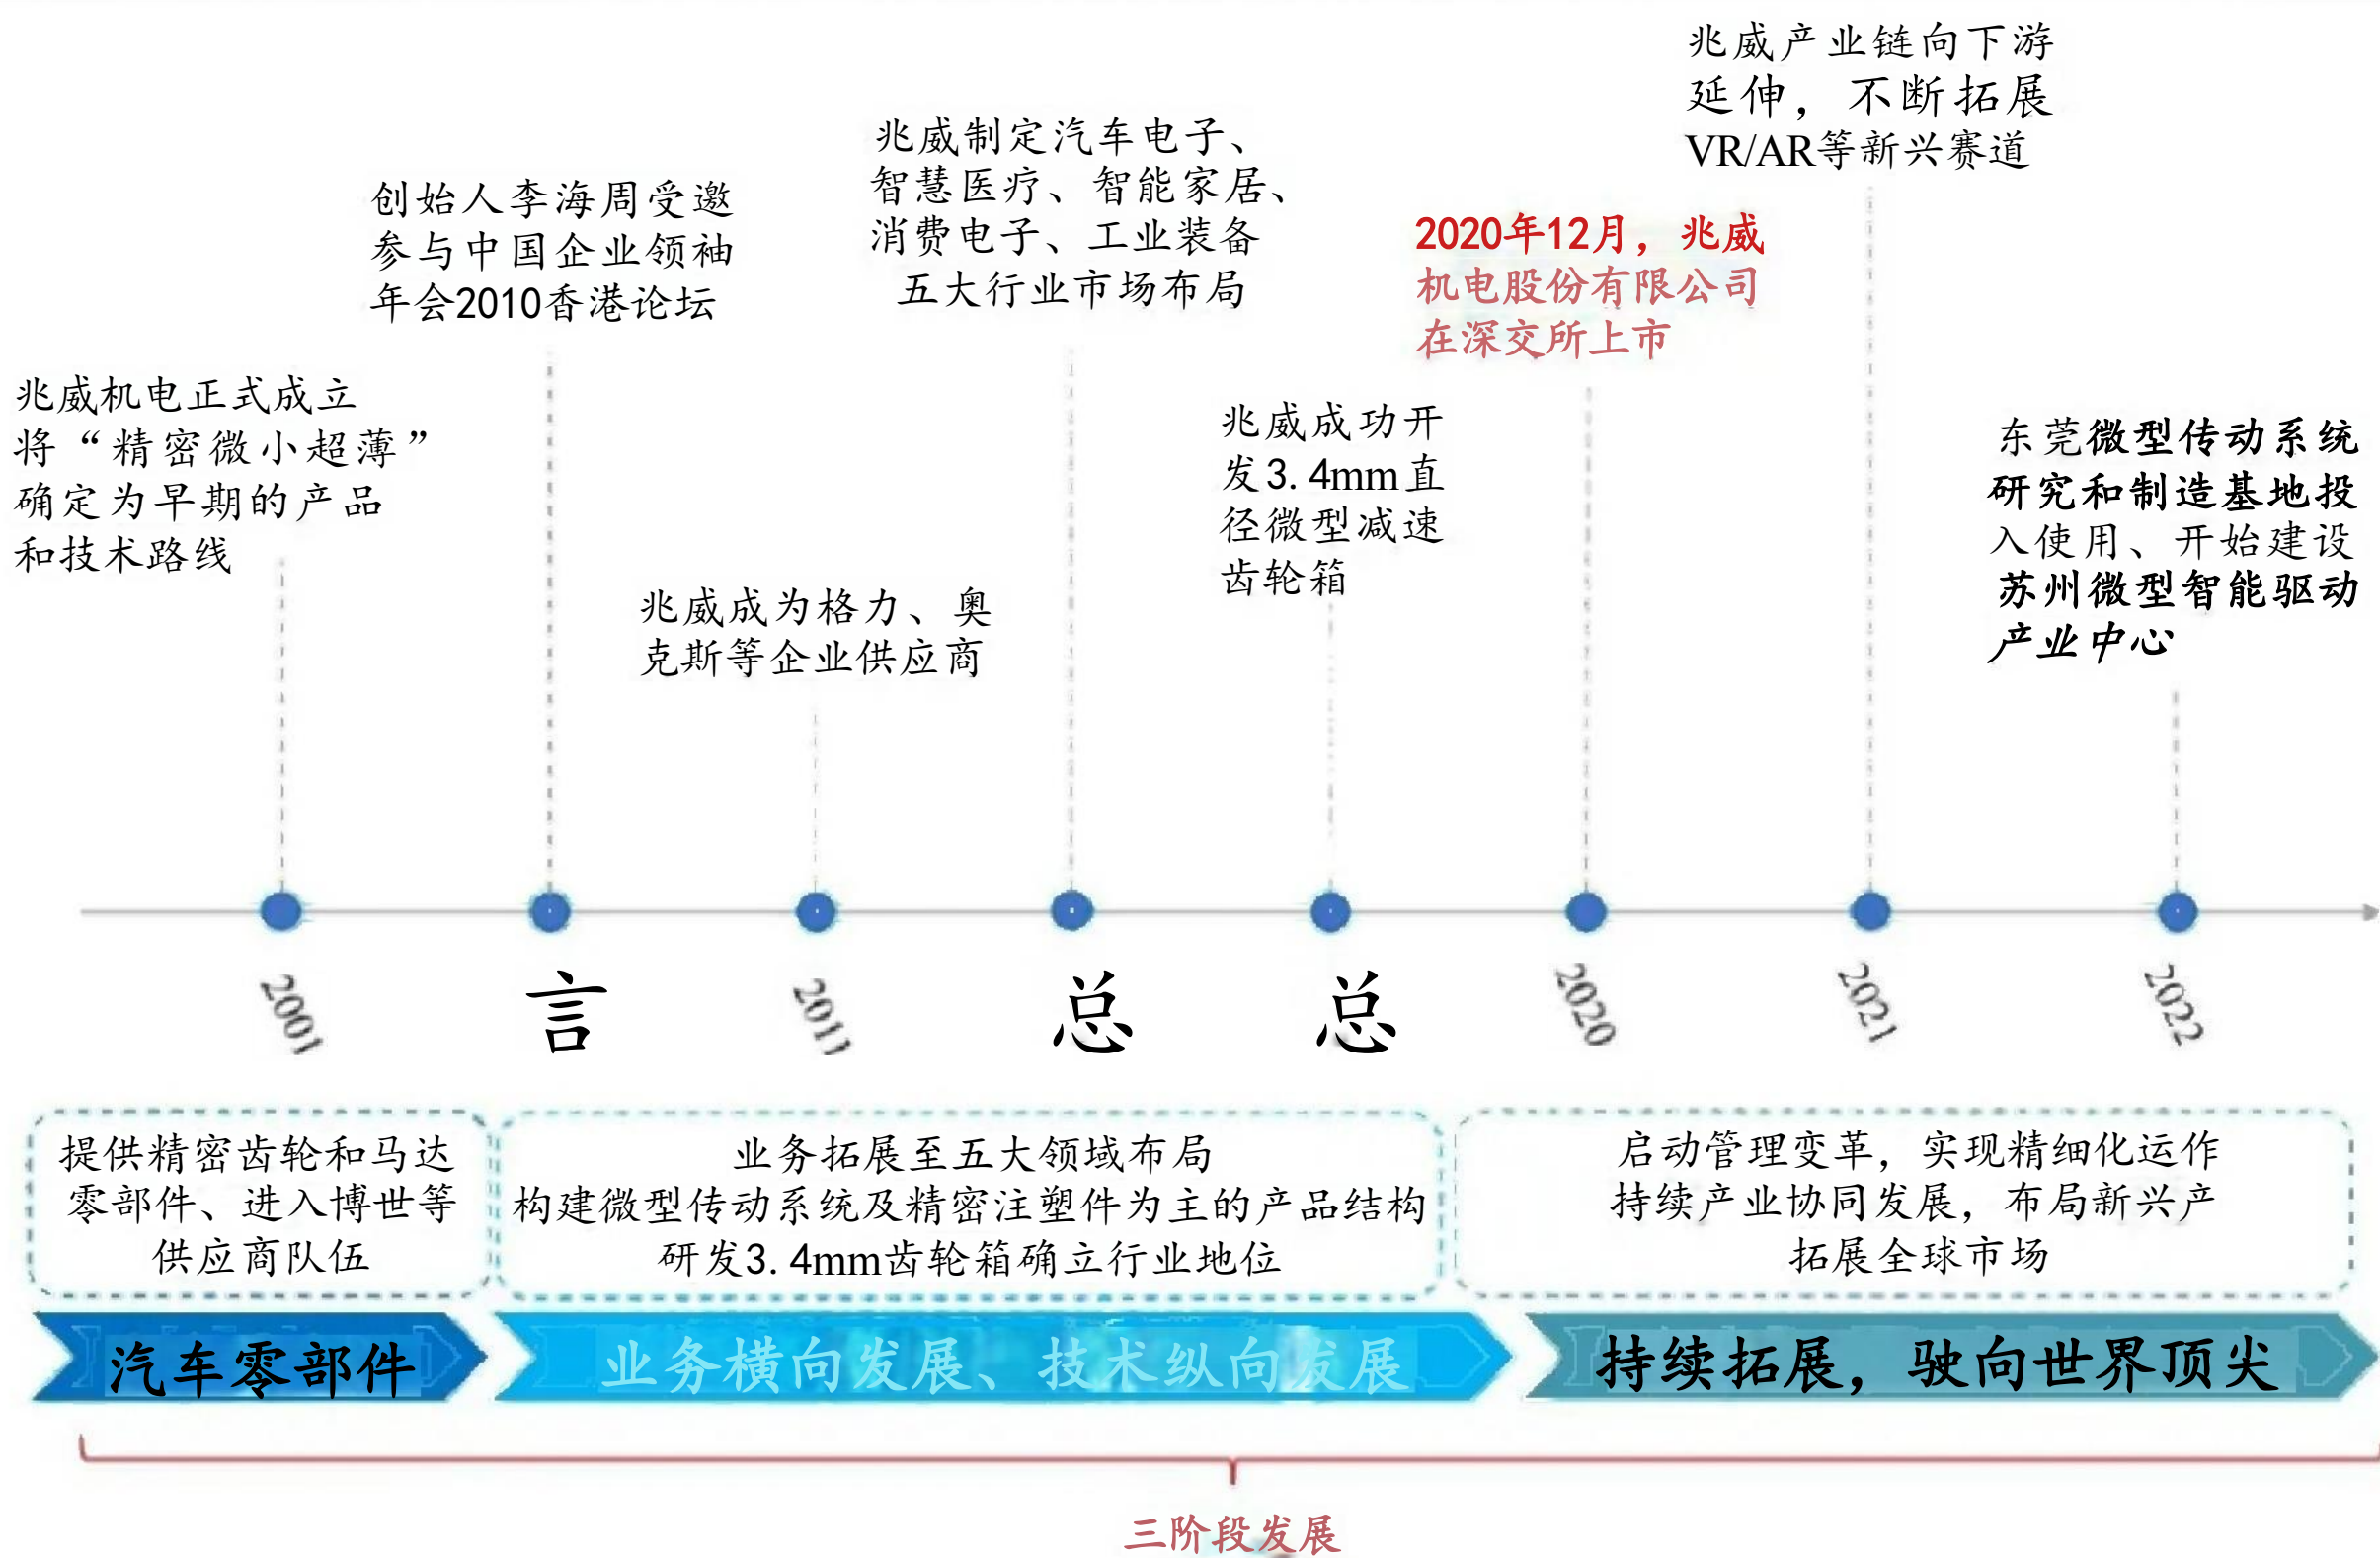 兆威机电正式成立
将“精密微小超薄”
确定为早期的产品
和技术路线
创始人李海周受邀
参与中国企业领袖
年会2010香港论坛
兆威成为格力、奥
克斯等企业供应商
兆威制定汽车电子、
智慧医疗、智能家居、
消费电子、工业装备
五大行业市场布局
兆威成功开
发3.4mm直
径微型减速
齿轮箱
2020年12月，兆威
机电股份有限公司
在深交所上市
兆威产业链向下游
延伸，不断拓展
VR/AR等新兴赛道
东莞微型传动系统
研究和制造基地投
入使用、开始建设
苏州微型智能驱动
产业中心
2001
言
2011
总
总
2020
2021
2022
提供精密齿轮和马达
零部件、进入博世等
供应商队伍
业务拓展至五大领域布局
构建微型传动系统及精密注塑件为主的产品结构
研发3.4mm齿轮箱确立行业地位
启动管理变革，实现精细化运作
持续产业协同发展，布局新兴产
拓展全球市场
汽车零部件
业务横向发展、技术纵向发展
持续拓展，驶向世界顶尖
三阶段发展